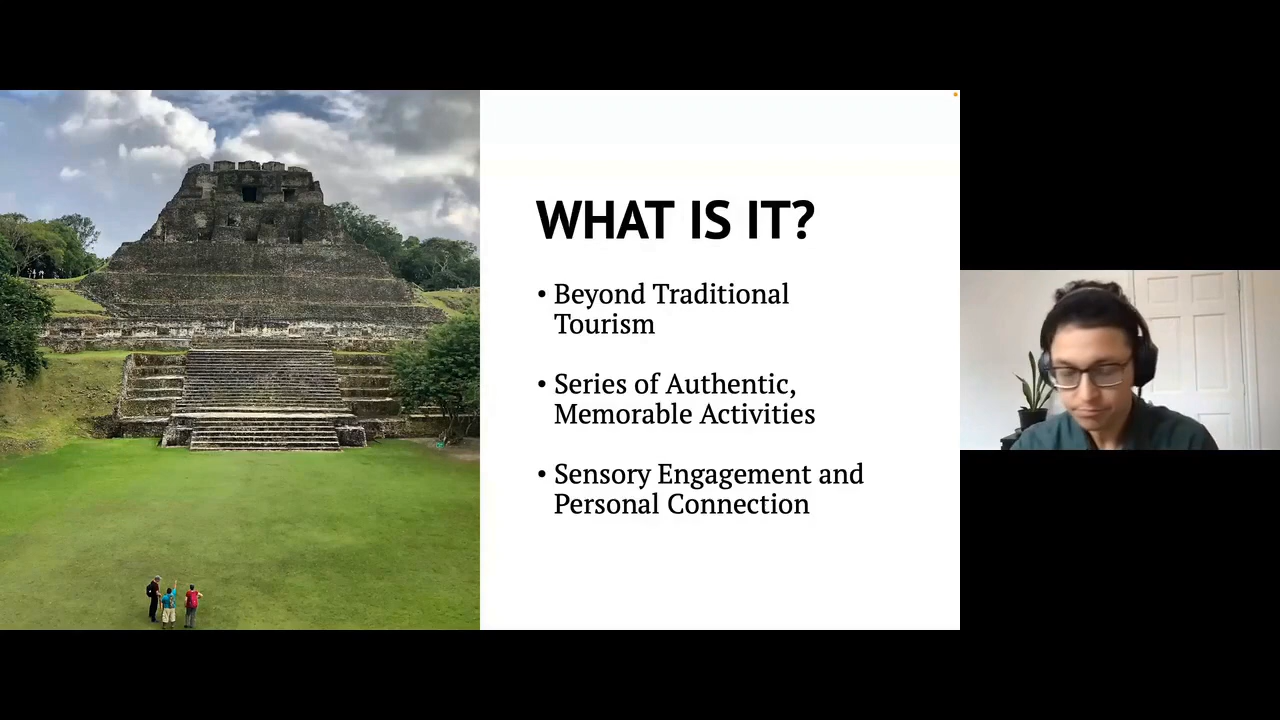 WHAT IS IT?
• Beyond Traditional
Tourism
• Series of Authentic,
Memorable Activities
• Sensory Engagement and
Personal Connection